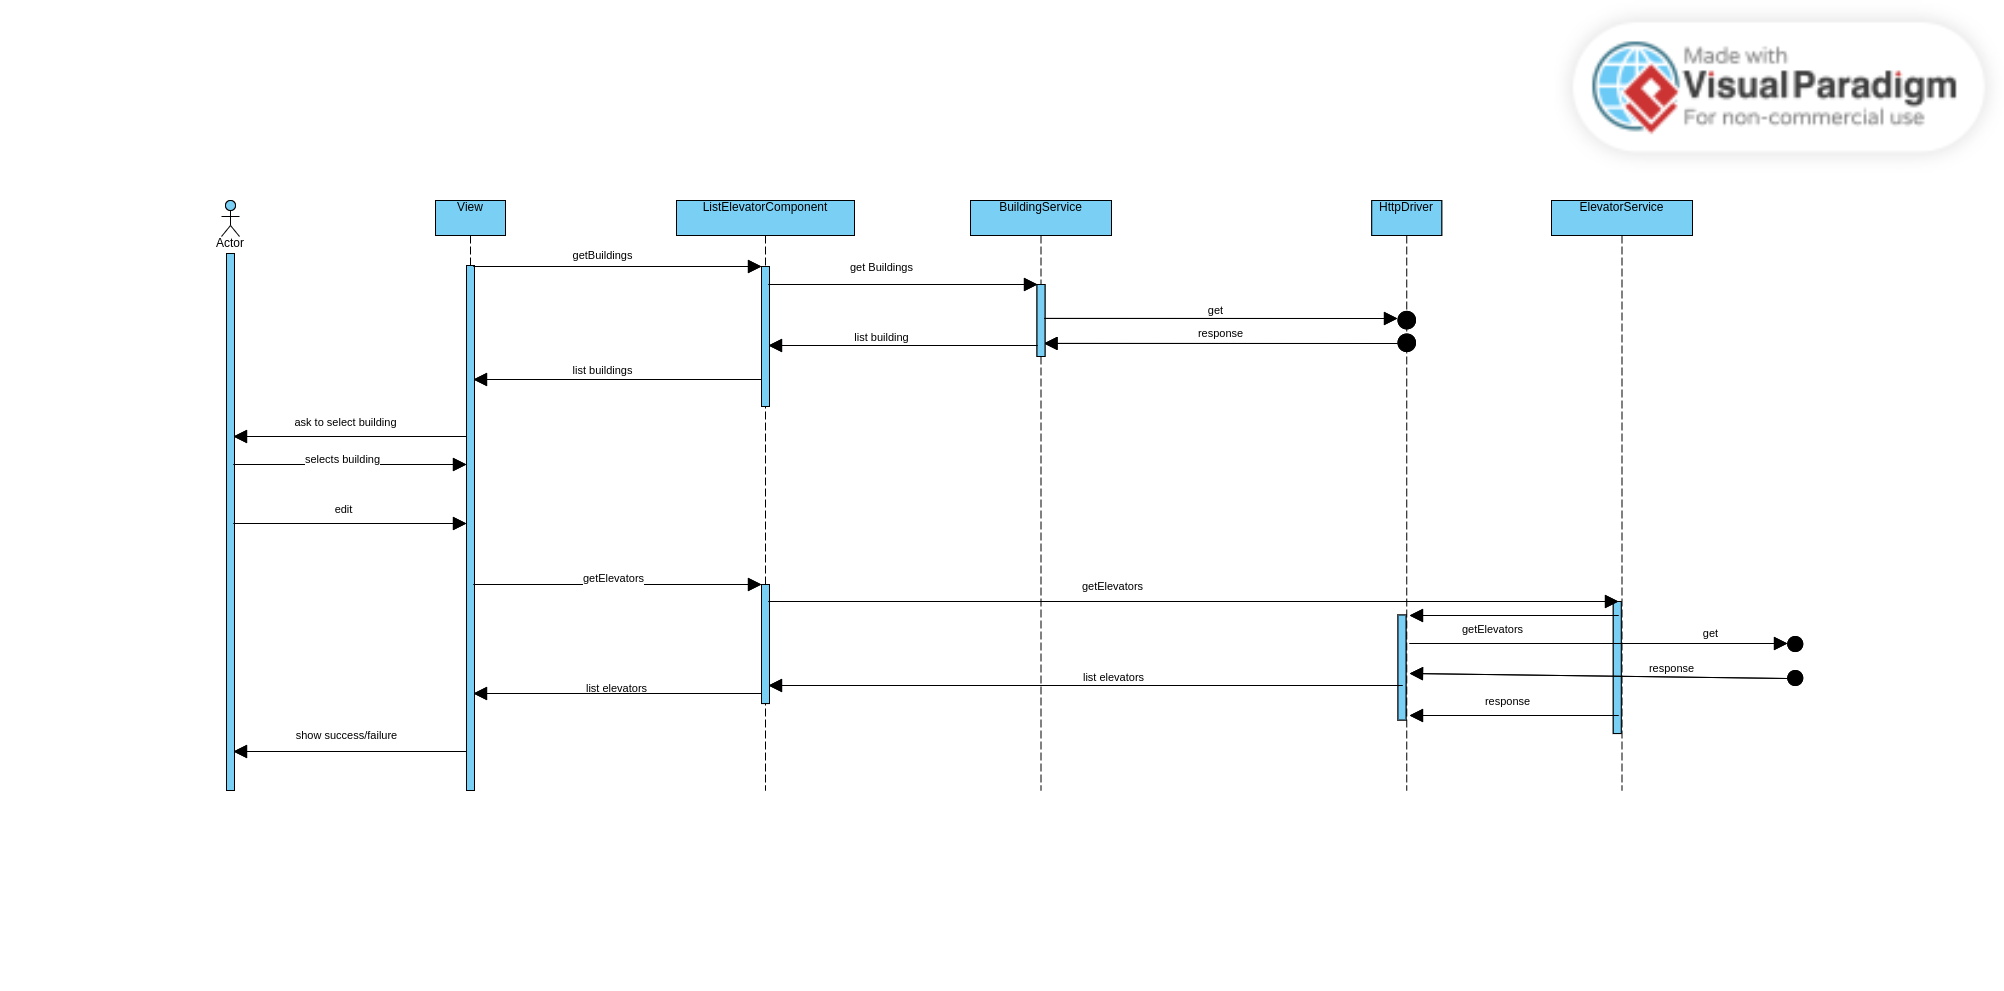 Made with
Visual Paradigm
For non-commercial use
Actor
View
ListElevatorComponent
BuildingService
HttpDriver
ElevatorService
getBuildings
get Buildings
get
response
list building
list buildings
ask to select building
selects building
edit
getElevators
getElevators
getElevators
get
response
list elevators
list elevators
response
show success/failure